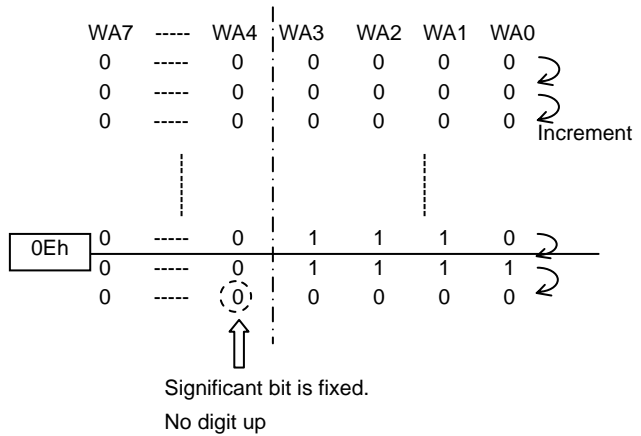 WA7 ----- WA4 WA3 WA2 WA1 WA0
0 ----- 0 0 0 0 0
0 ----- 0 0 0 0 0
0 ----- 0 0 0 0 0
Increment
0 ----- 0 1 1 1 0
0Eh
0 ----- 0 1 1 1 1
0 ----- 0 0 0 0 0
Significant bit is fixed.
No digit up